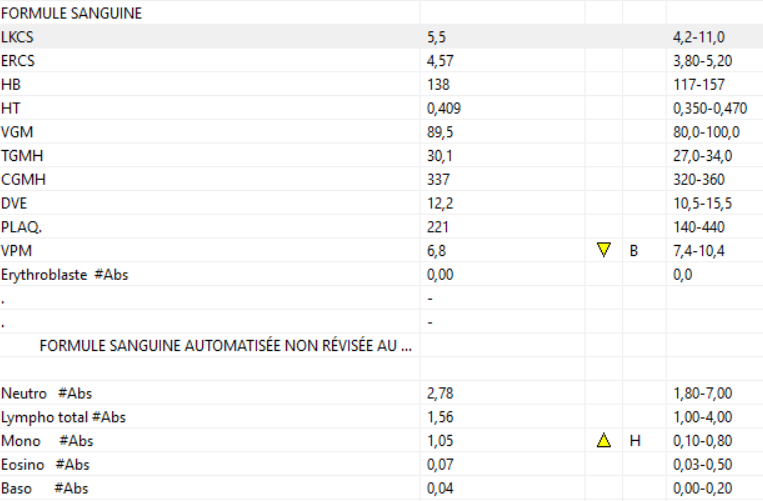 FORMULE SANGUINE
LKCS 5,5 4,2-11,0
ERCS 4,57 3,80-5,20
HB 138 117-157
HT 0,409 0,350-0,470
VGM 89,5 80,0-100,0
TGMH 30,1 27,0-34,0
CGMH 337 320-360
DVE 12,2 10,5-15,5
PLAQ. 221 140-440
VPM 6,8 B 7,4-10,4
Erythroblaste #Abs 0,00 0,0
. -
. -
FORMULE SANGUINE AUTOMATISÉE NON RÉVISÉE AU ...
Neutro #Abs 2,78 1,80-7,00
Lympho total #Abs 1,56 1,00-4,00
Mono #Abs 1,05 H 0,10-0,80
Eosino #Abs 0,07 0,03-0,50
Baso #Abs 0,04 0,00-0,20